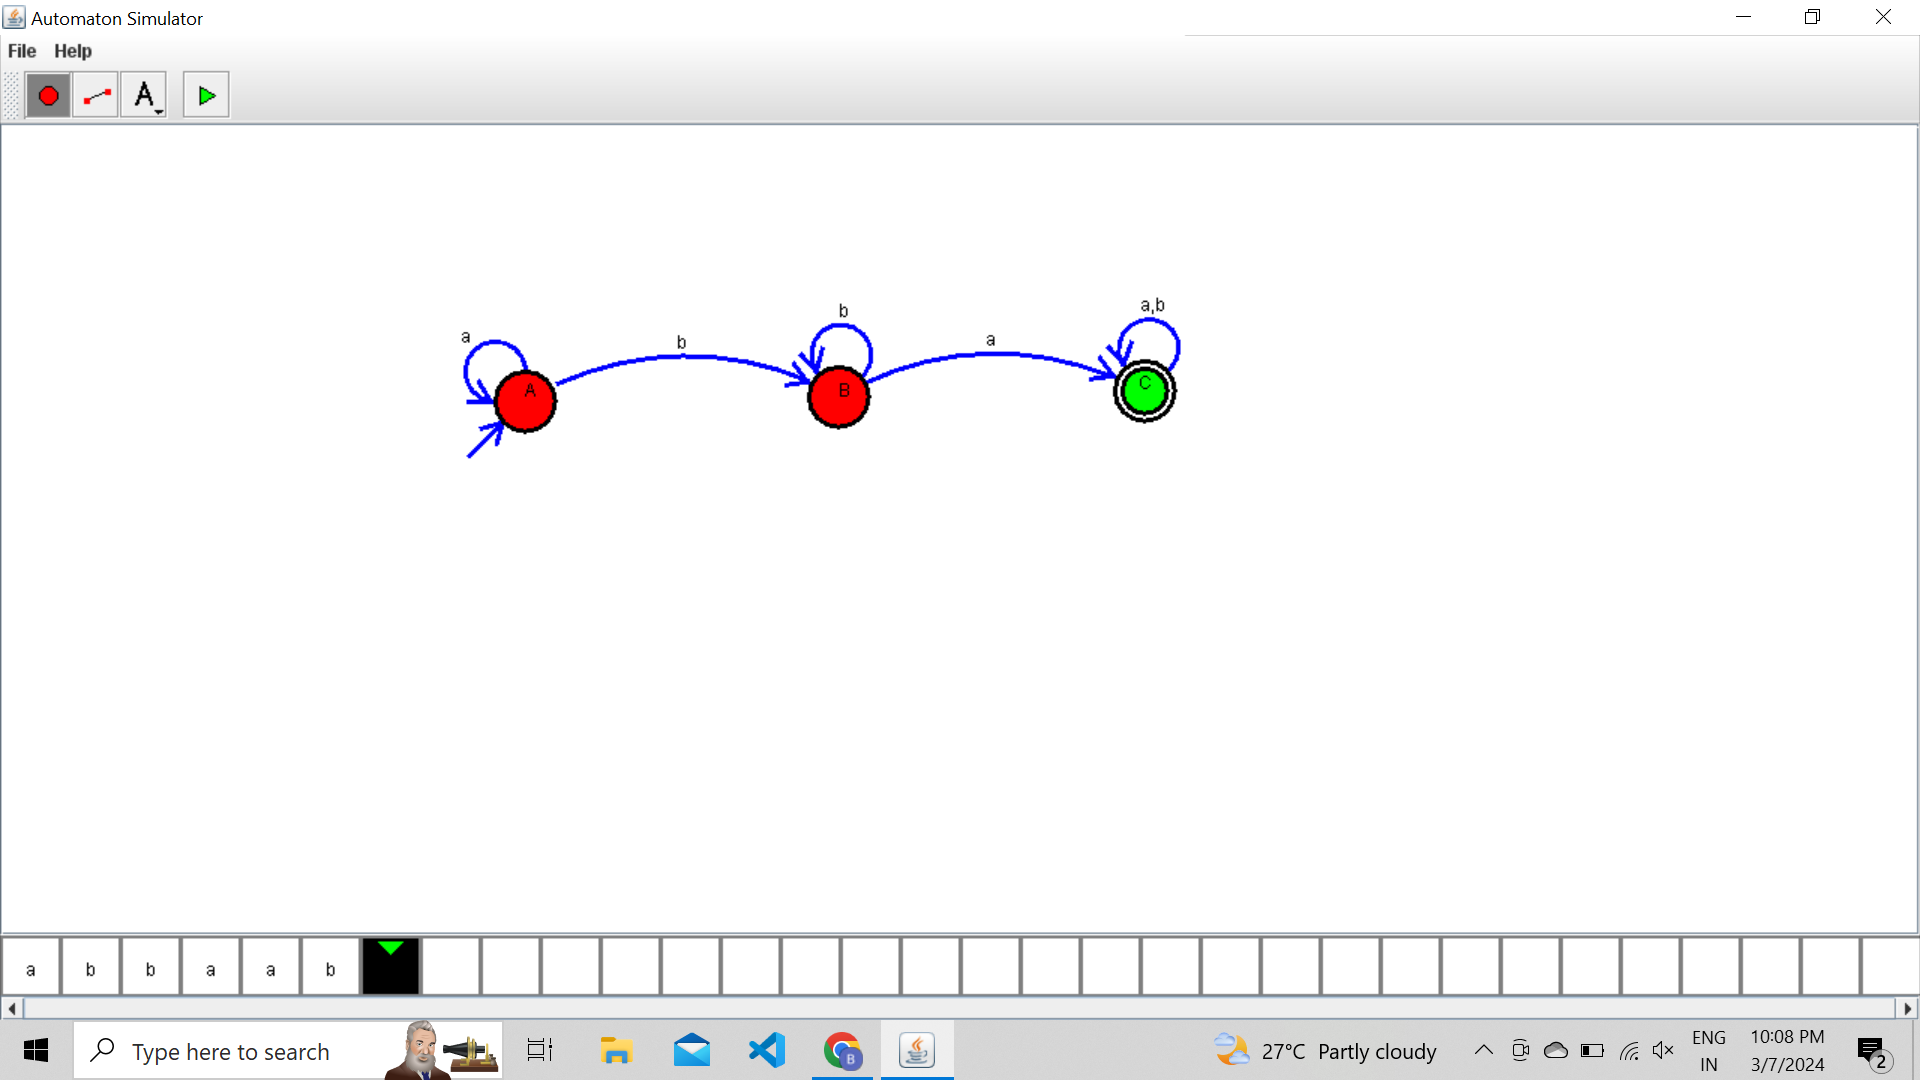 Automaton Simulator
File Help
A
a
b
b
a
a,b
A
B
C
a b b a a b
Type here to search
B
27°C Partly cloudy
ENG
IN
10:08 PM
3/7/2024
2